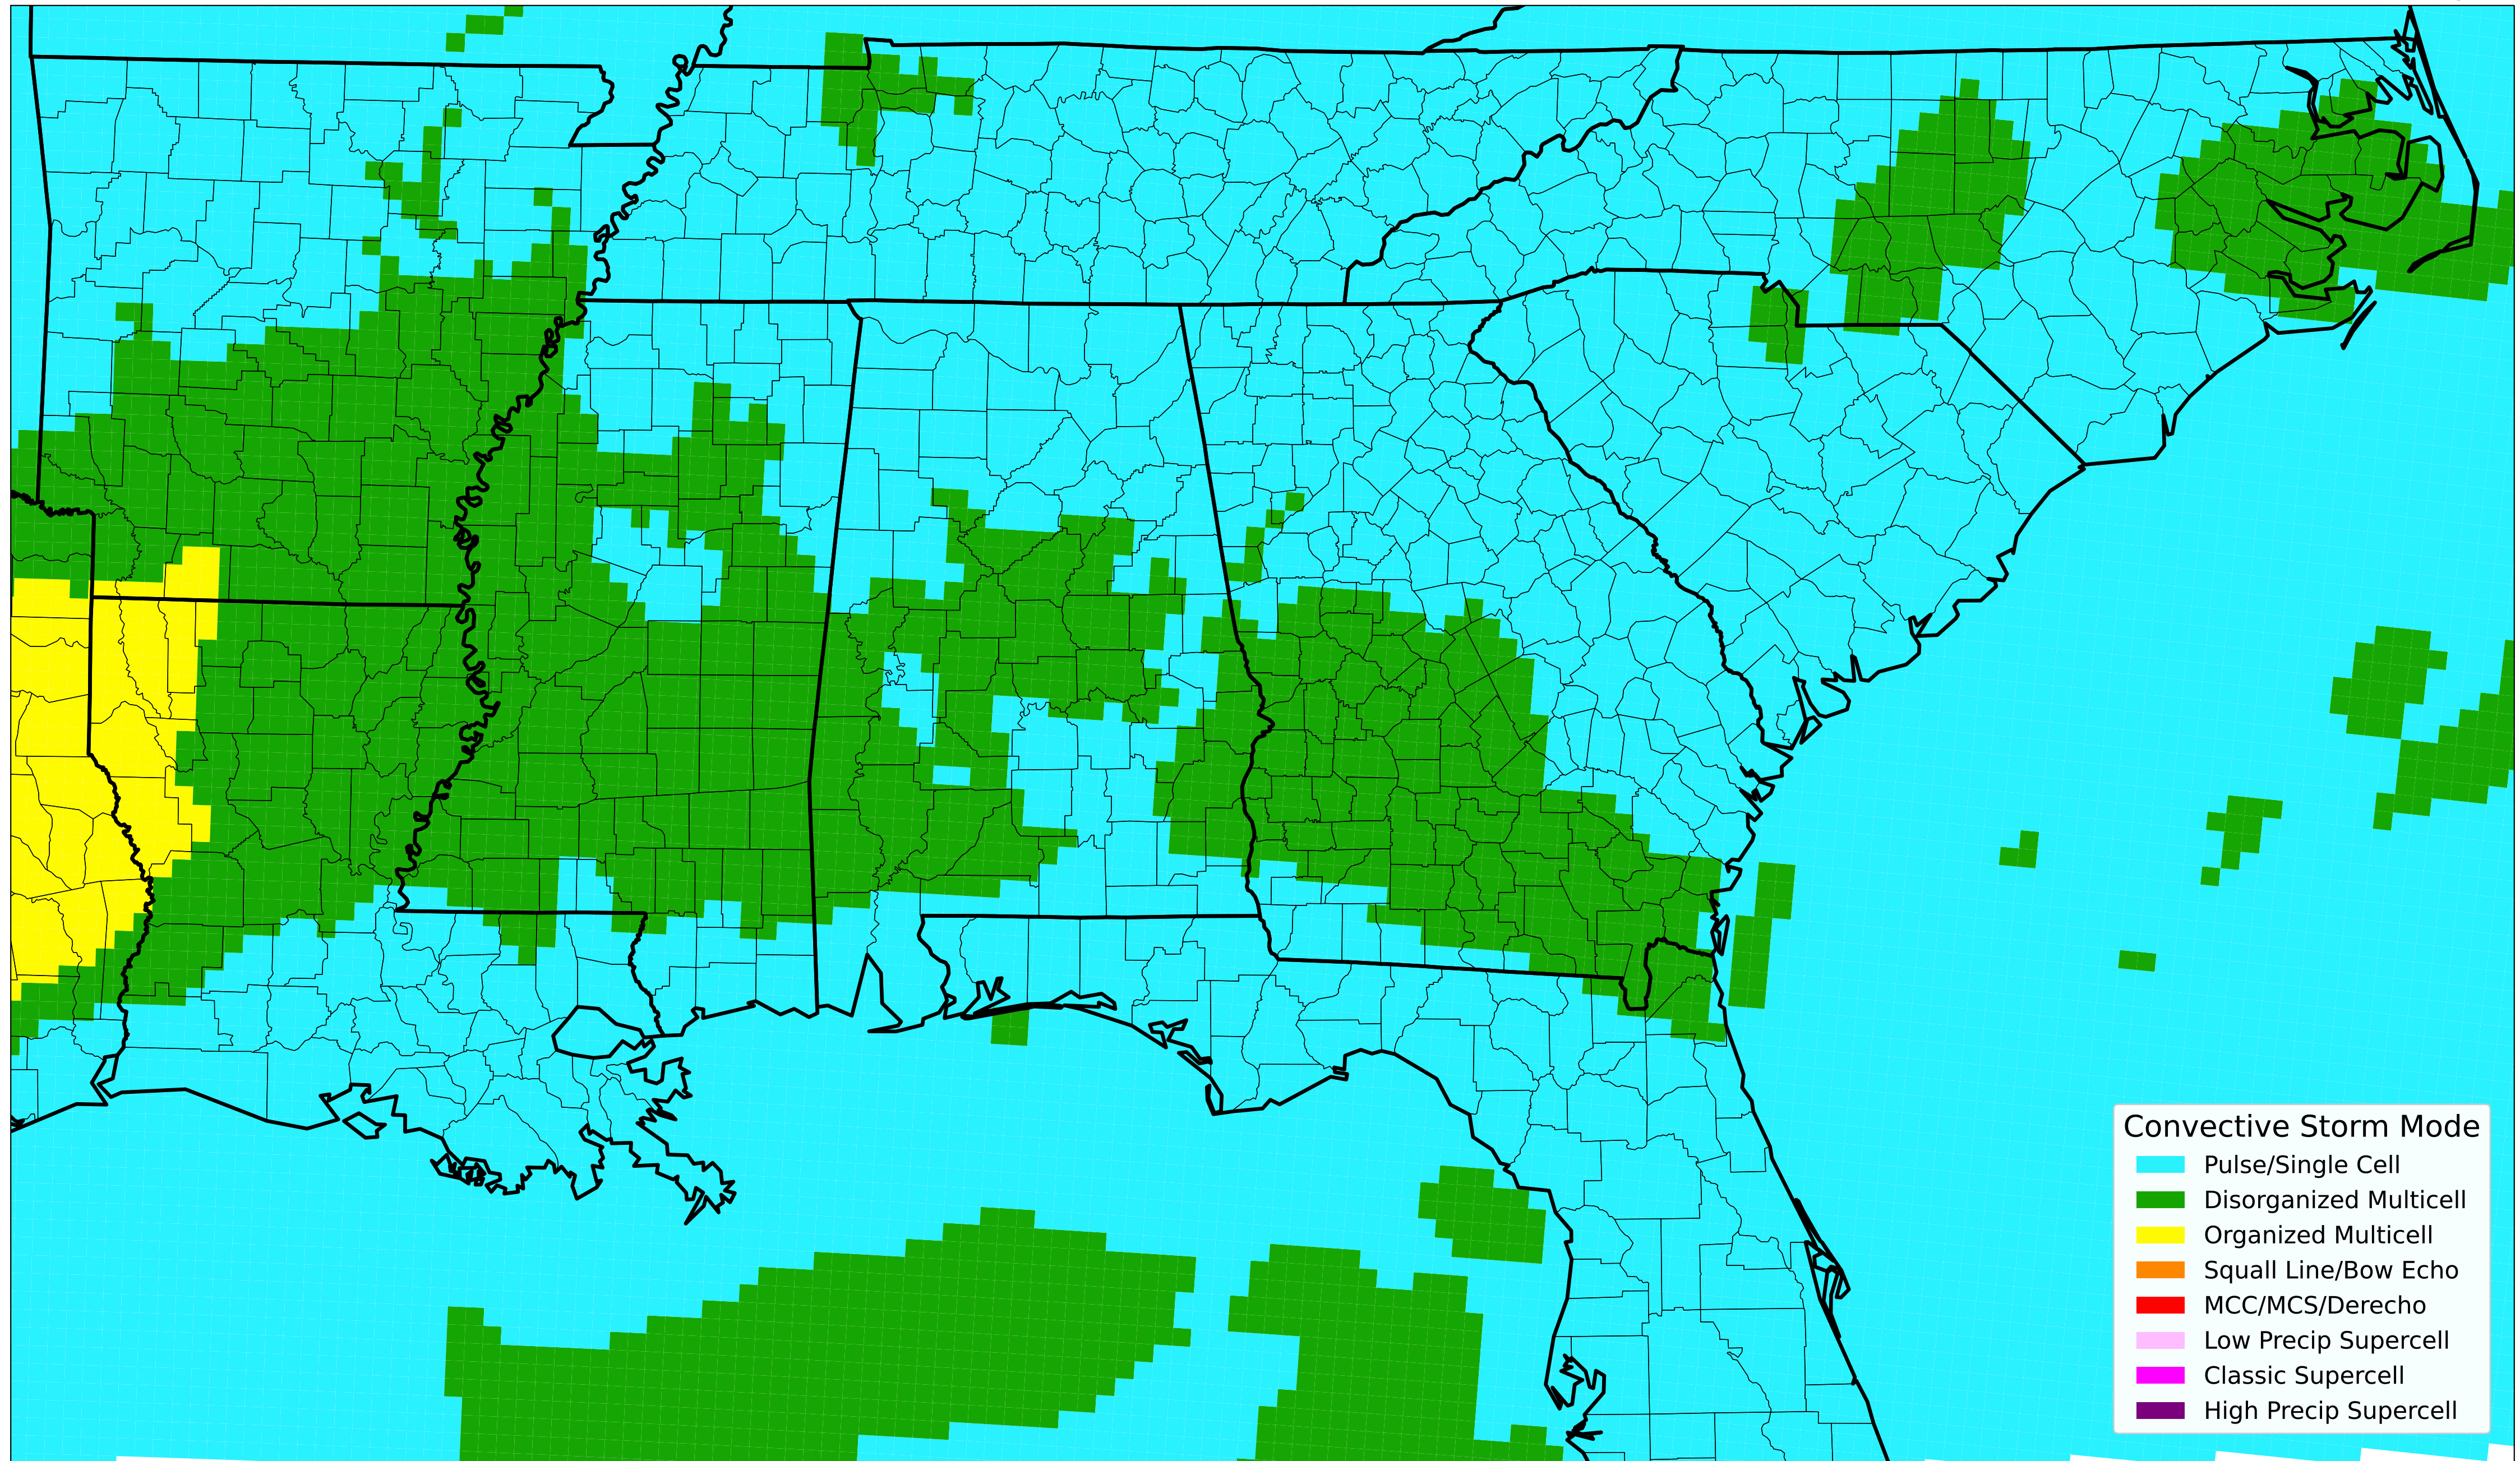 Convective Storm Mode
Pulse/Single Cell
Disorganized Multicell
Organized Multicell
Squall Line/Bow Echo
MCC/MCS/Derecho
Low Precip Supercell
Classic Supercell
High Precip Supercell